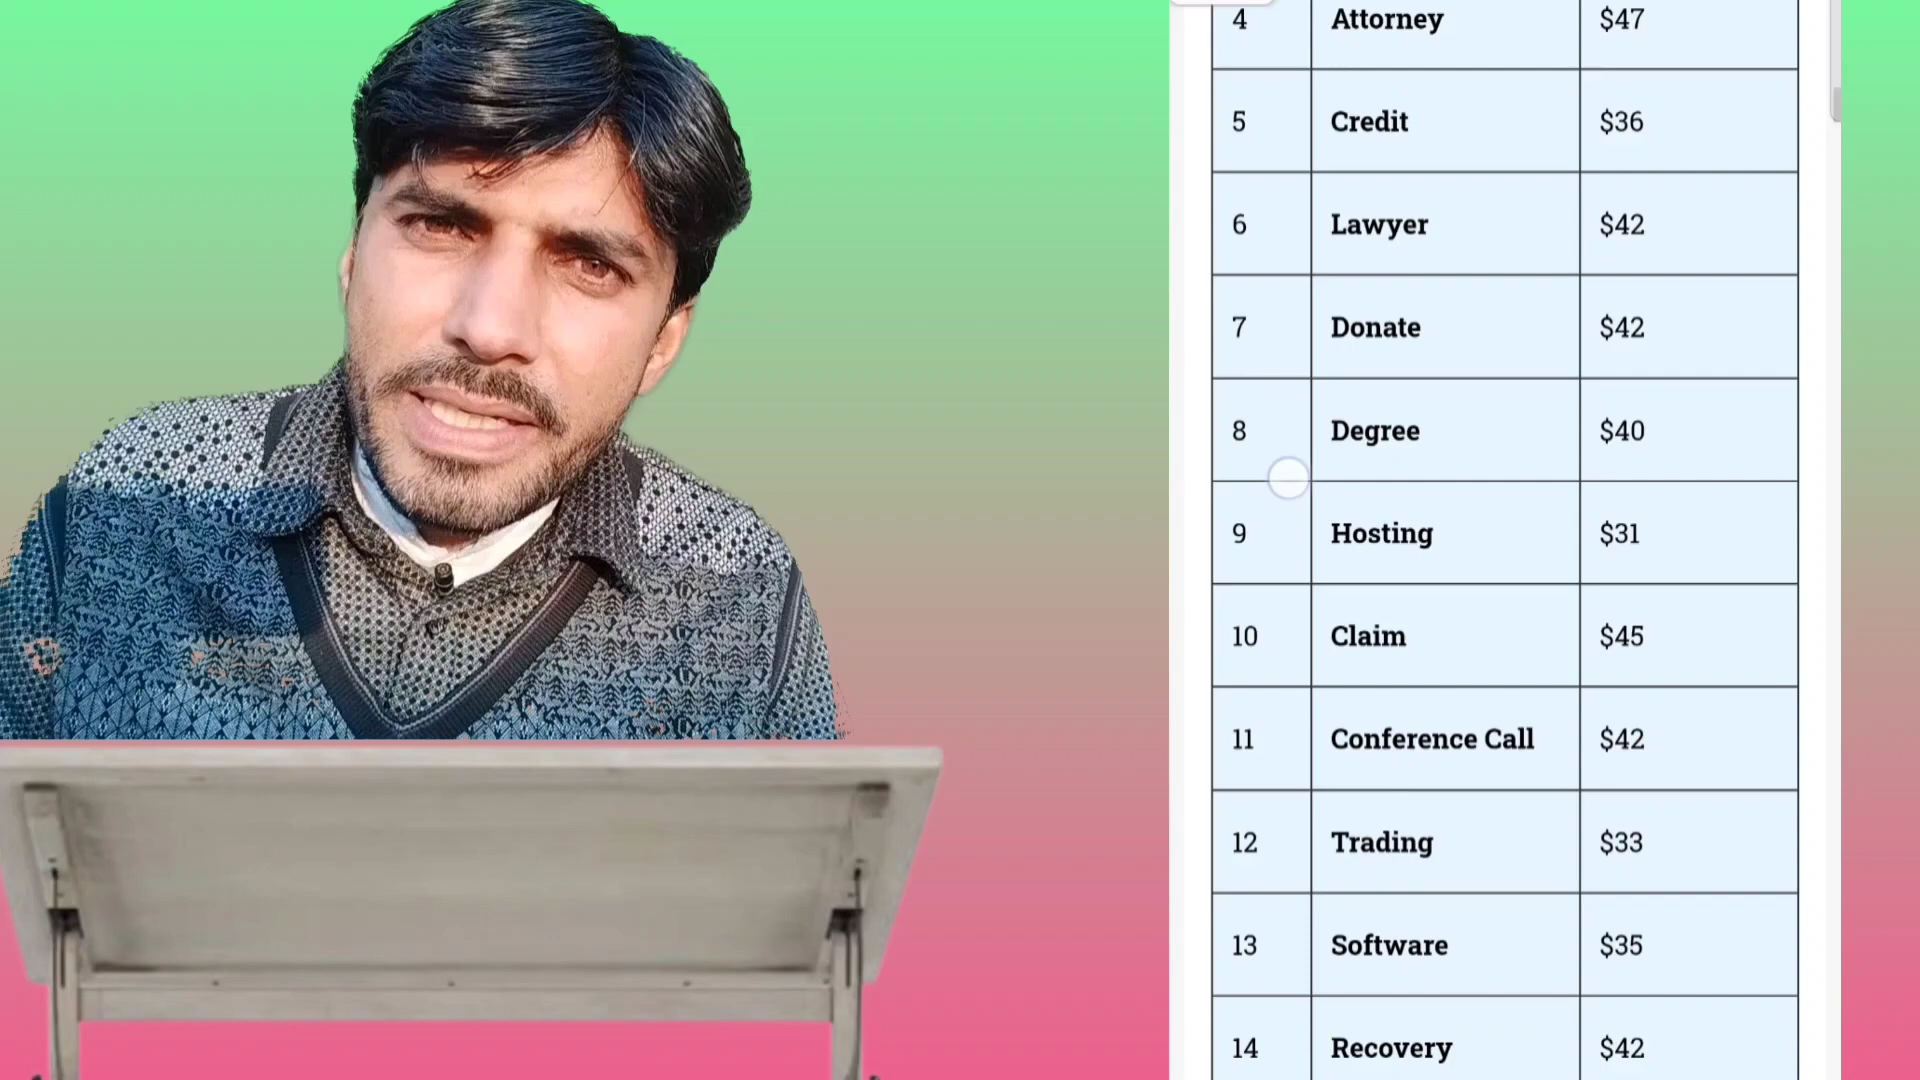 4 Attorney $47
5 Credit $36
6 Lawyer $42
7 Donate $42
8 Degree $40
9 Hosting $31
10 Claim $45
11 Conference Call $42
12 Trading $33
13 Software $35
14 Recovery $42